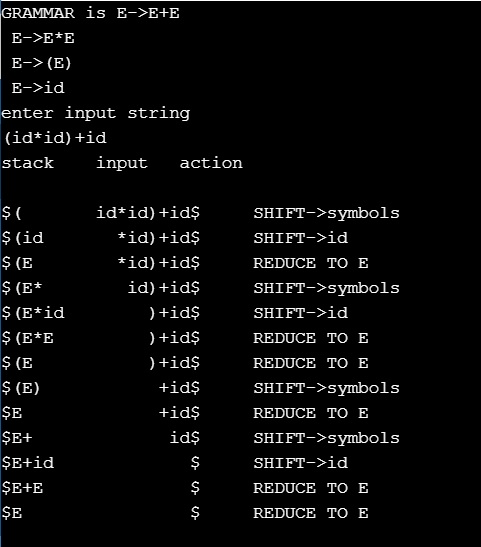 GRAMMAR is E->E+E
E->E*E
E->(E)
E->id
enter input string
(id*id)+id
stack    input   action
$(       id*id)+id$     SHIFT->symbols
$(id       *id)+id$     SHIFT->id
$(E        *id)+id$     REDUCE TO E
$(E*        id)+id$     SHIFT->symbols
$(E*id        )+id$     SHIFT->id
$(E*E         )+id$     REDUCE TO E
$(E           )+id$     REDUCE TO E
$(E)           +id$     SHIFT->symbols
$E             +id$     REDUCE TO E
$E+             id$     SHIFT->symbols
$E+id             $     SHIFT->id
$E+E              $     REDUCE TO E
$E                $     REDUCE TO E